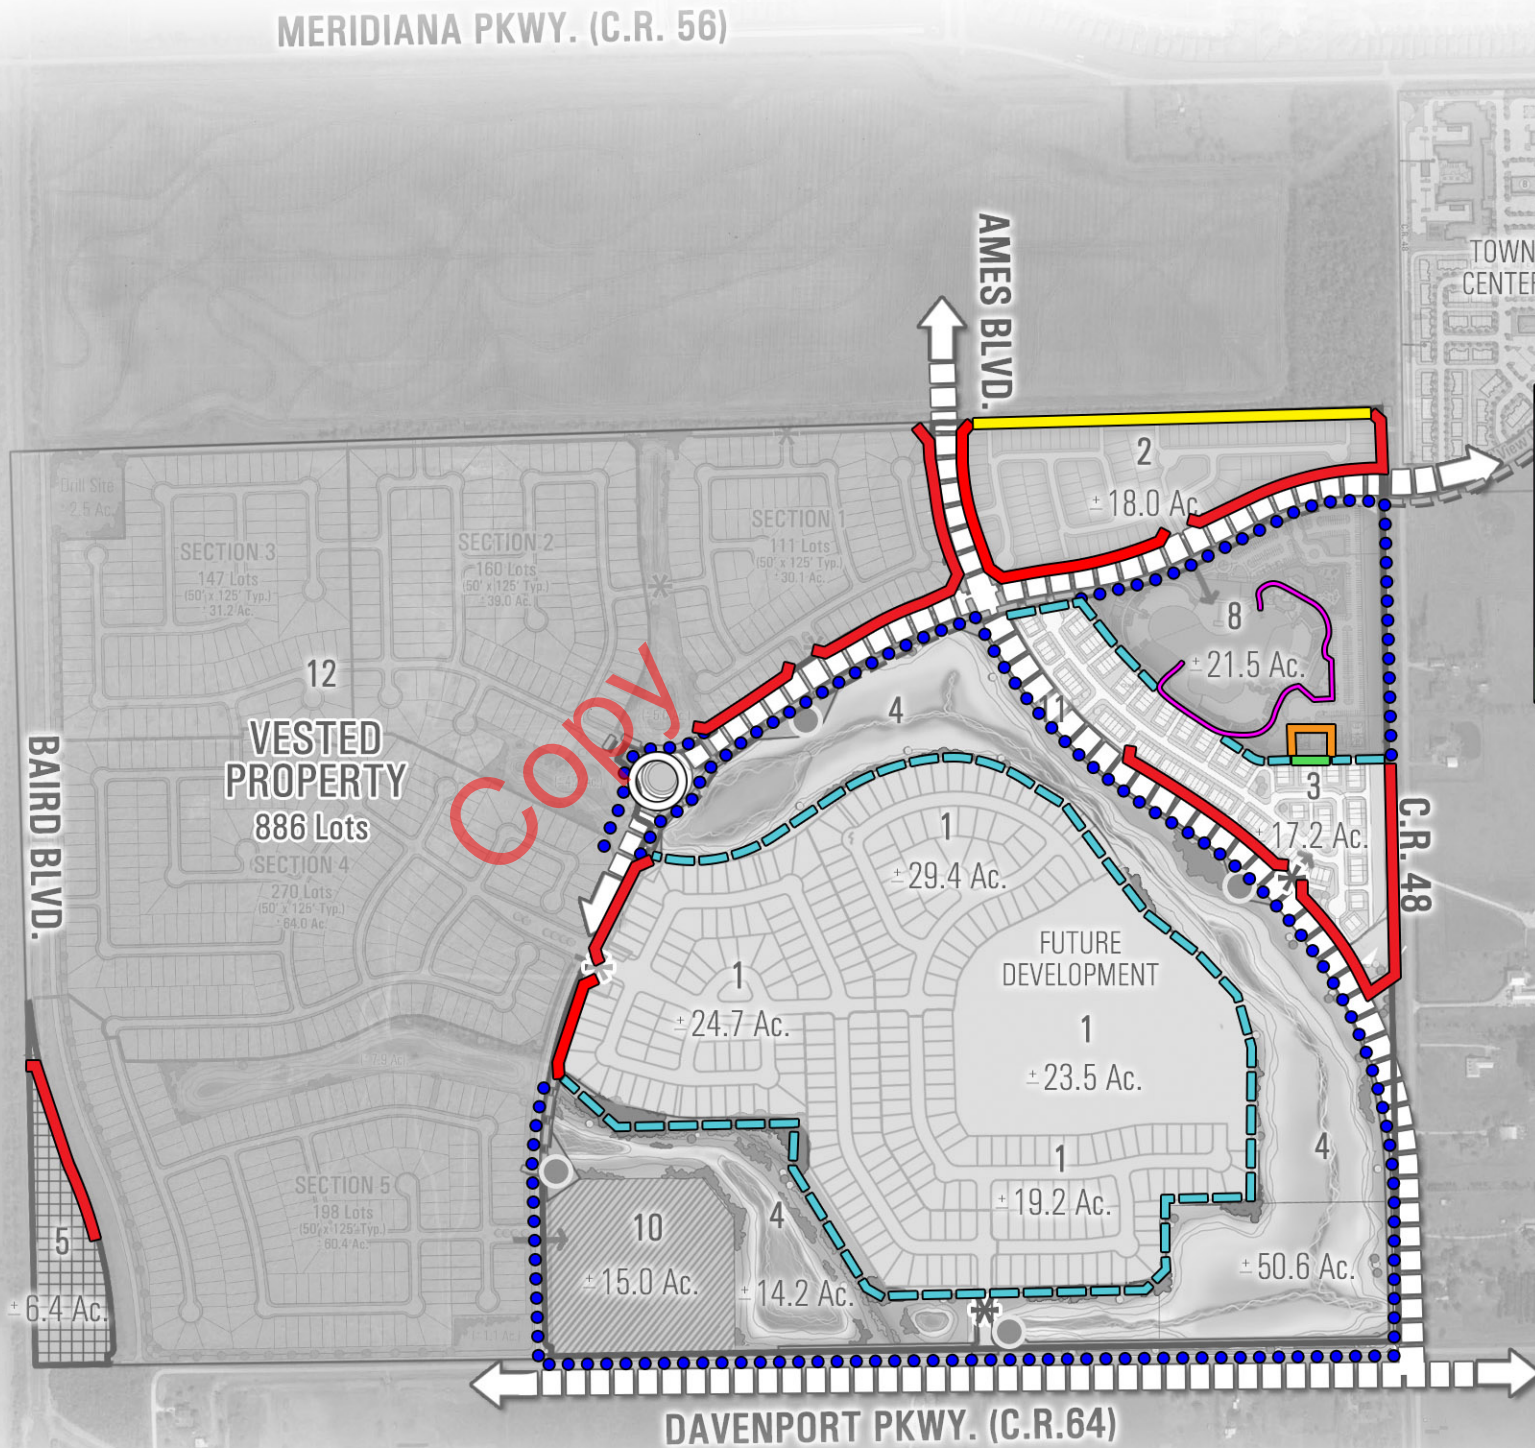 MERIDIANA PKWY. (C.R. 56)
TOWN
CENTER
AMES BLVD.
2
± 18.0 Ac.
Drill Site
2.5 Ac.
SECTION 3
147 Lots
(50' x 125' Typ.)
31.2 Ac.
SECTION 2
160 Lots
(50' x 125' Typ.)
39.0 Ac.
SECTION 1
111 Lots
(50' x 125' Typ.)
30.1 Ac.
8
± 21.5 Ac.
12
VESTED
PROPERTY
886 Lots
Copy
4
11
3
± 17.2 Ac.
BAIRD BLVD.
C.R. 48
SECTION 4
270 Lots
(50' x 125' Typ.)
64.0 Ac.
1
± 29.4 Ac.
FUTURE
DEVELOPMENT
1
± 24.7 Ac.
1
± 23.5 Ac.
1
± 19.2 Ac.
4
± 50.6 Ac.
SECTION 5
198 Lots
(50' x 125' Typ.)
60.4 Ac.
5
± 6.4 Ac.
10
± 15.0 Ac.
4
± 14.2 Ac.
DAVENPORT PKWY. (C.R.64)